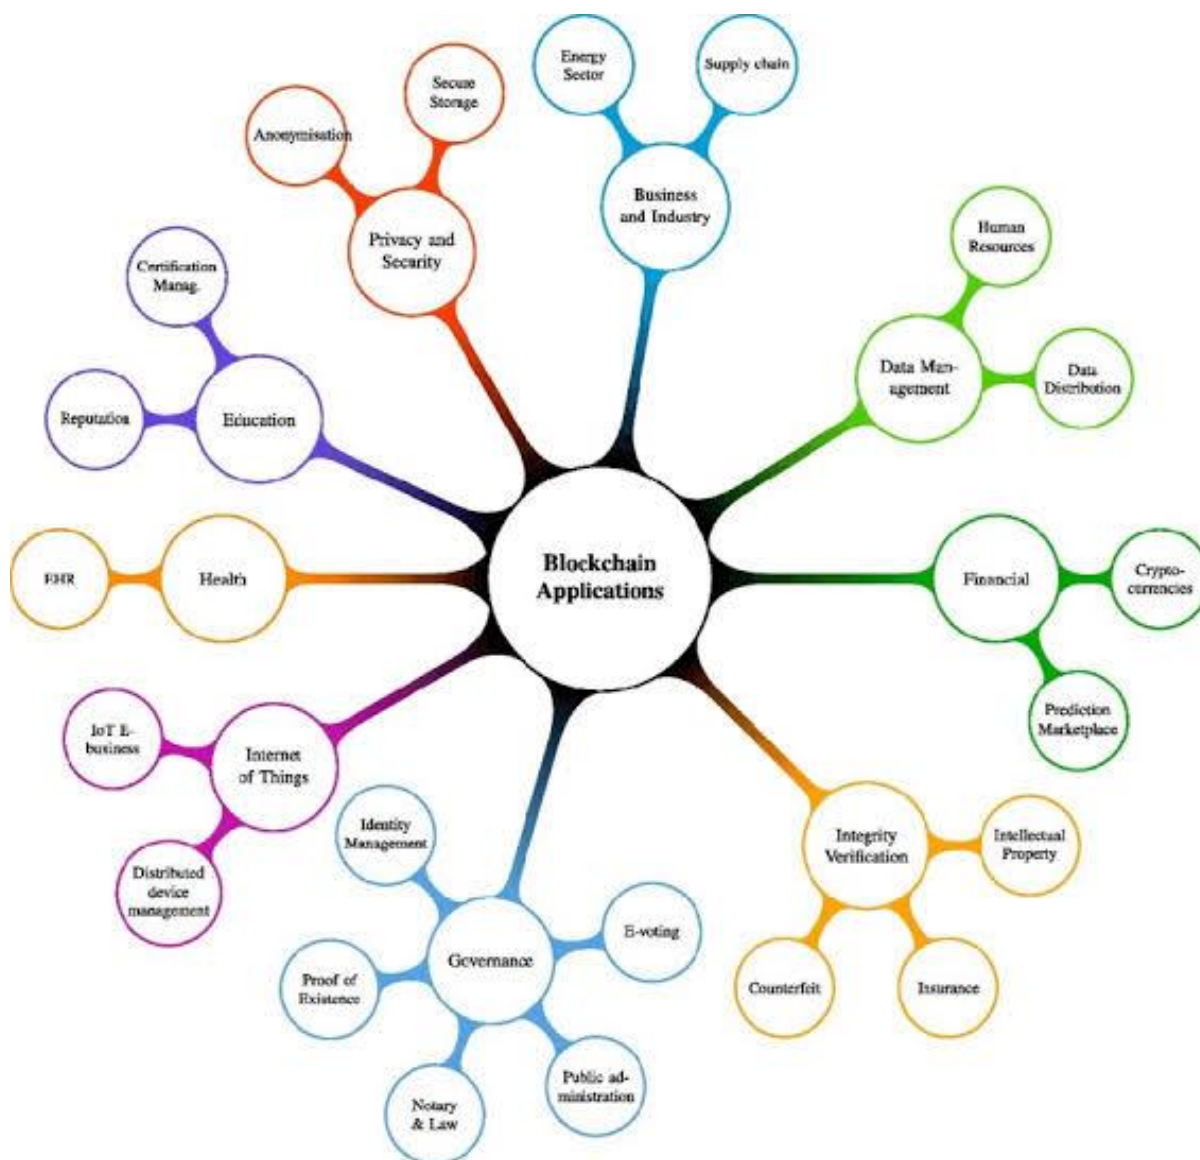 Blockchain
Applications
Business
and Industry
Energy
Sector
Supply chain
Data Man-
agement
Human
Resources
Data
Distribution
Financial
Crypto-
currencies
Prediction
Marketplace
Integrity
Verification
Intellectual
Property
Insurance
Counterfeit
Governance
E-voting
Public ad-
ministration
Notary
& Law
Proof of
Existence
Identity
Management
Internet
of Things
Distributed
device
management
IoT E-
business
Health
EHR
Education
Reputation
Certification
Manag.
Privacy and
Security
Anonymisation
Secure
Storage